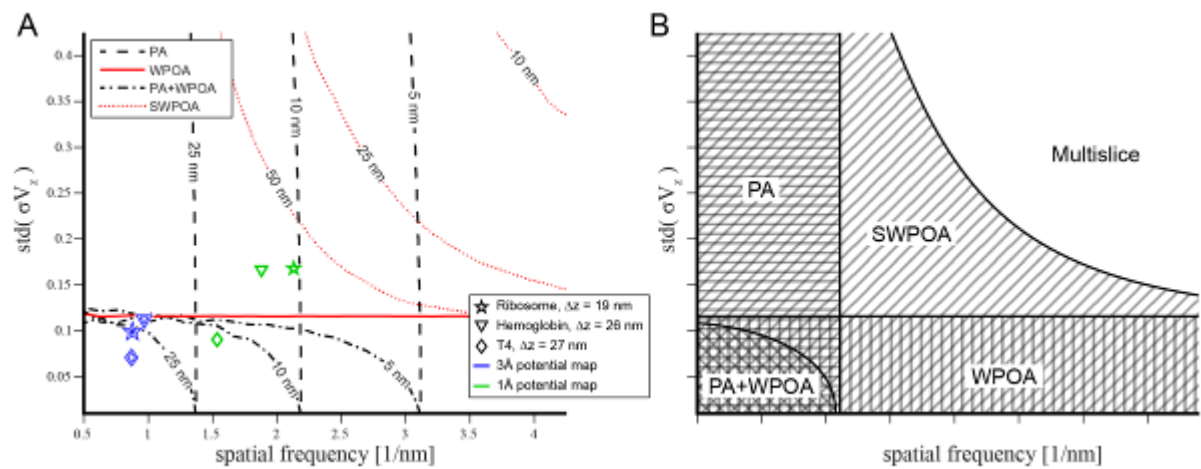 A
B
0.4
0.35
0.3
0.25
0.2
0.15
0.1
0.05
std( σV z )
0.5
1
1.5
2
2.5
3
3.5
4
spatial frequency [1/nm]
PA
WPOA
PA+WPOA
SWPOA
25 nm
10 nm
5 nm
50 nm
25 nm
10 nm
25 nm
10 nm
5 nm
Ribosome, Δz = 19 nm
Hemoglobin, Δz = 26 nm
T4, Δz = 27 nm
3Å potential map
1Å potential map
std( σV z )
PA
SWPOA
Multislice
PA+WPOA
WPOA
spatial frequency [1/nm]